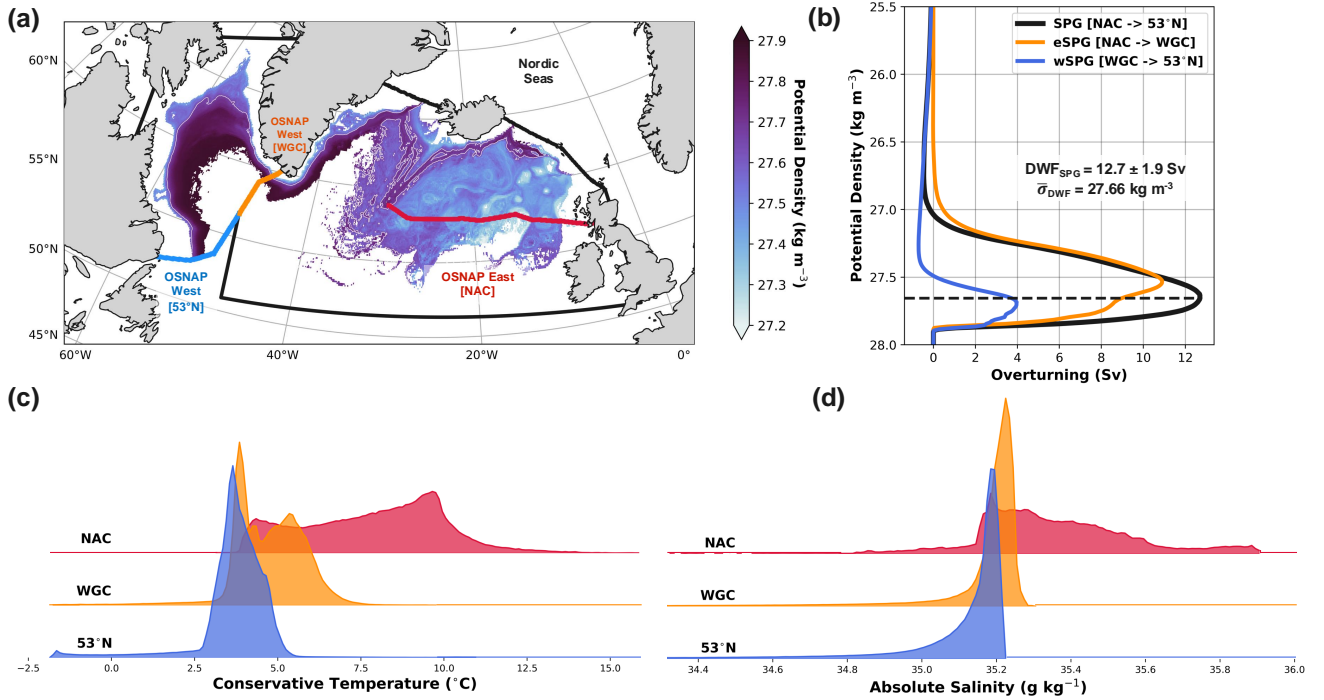 (a)
60°N
55°N
50°N
45°N
60°W
40°W
20°W
0°
Nordic
Seas
OSNAP
West
[WGC]
OSNAP
West
[53°N]
OSNAP East
[NAC]
27.9
27.8
27.7
27.6
27.5
27.4
27.3
27.2
Potential Density (kg m⁻³)
(b)
25.5
26.0
26.5
27.0
27.5
28.0
Potential Density (kg m⁻³)
SPG [NAC -> 53°N]
eSPG [NAC -> WGC]
wSPG [WGC -> 53°N]
DWF_SPG = 12.7 ± 1.9 Sv
σ̅_DWF = 27.66 kg m⁻³
0 2 4 6 8 10 12
Overturning (Sv)
(c)
NAC
WGC
53°N
−2.5 0.0 2.5 5.0 7.5 10.0 12.5 15.0
Conservative Temperature (°C)
(d)
NAC
WGC
53°N
34.4 34.6 34.8 35.0 35.2 35.4 35.6 35.8 36.0
Absolute Salinity (g kg⁻¹)